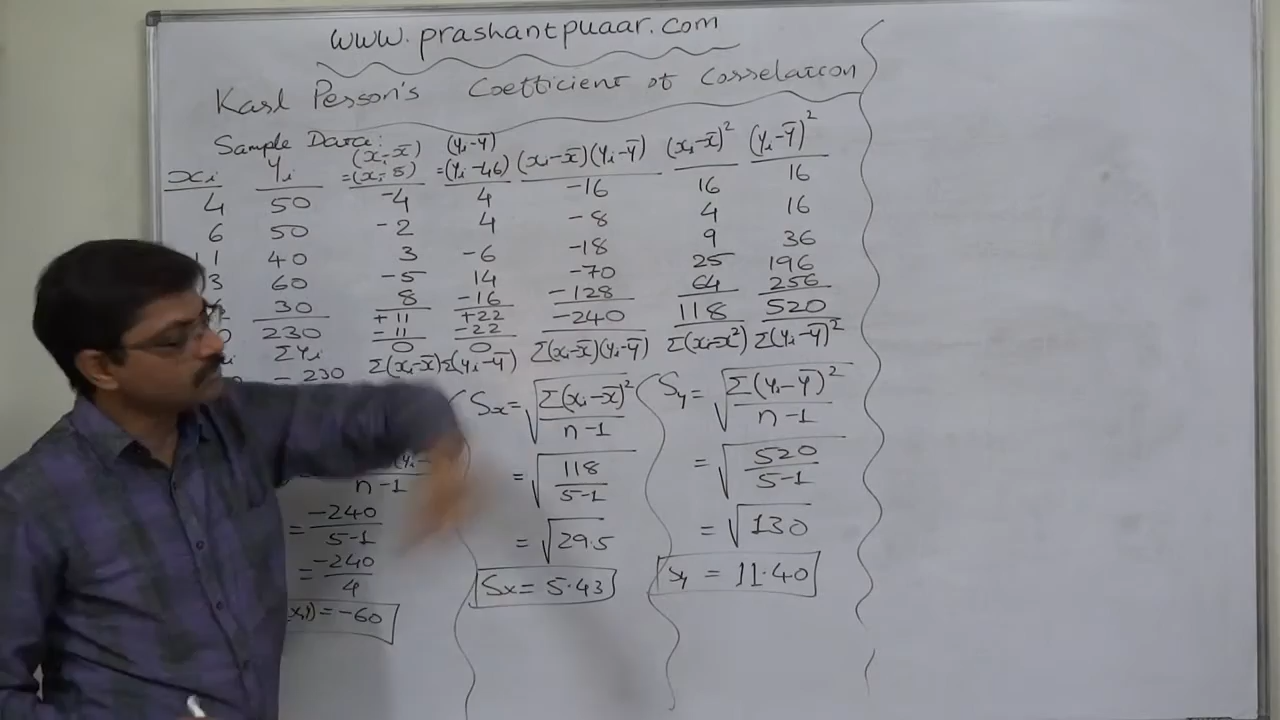 www.prashantpuaar.com
Karl Person's Coefficient of Correlation
Sample Data:
xi yi (xi-x̄) =(xi-5) (yi-ȳ) =(yi-46) (xi-x̄)(yi-ȳ) (xi-x̄)² (yi-ȳ)²
4 50 -4 4 -16 16 16
6 50 -2 4 -8 4 16
11 40 3 -6 -18 9 36
3 60 -5 14 -70 25 196
30 8 -16 -128 64 256
230 +11 +22 -240 118 520
-11 -22
0 0
Σyi Σ(xi-x̄) Σ(yi-ȳ) Σ(xi-x̄)(yi-ȳ) Σ(xi-x̄²) Σ(yi-ȳ)²
230
n-1
= -240/5-1
= -240/4
= -60
Sx = √Σ(xi-x̄)²/n-1
= √118/5-1
= √29.5
Sx = 5.43
Sy = √Σ(yi-ȳ)²/n-1
= √520/5-1
= √130
Sy = 11.40